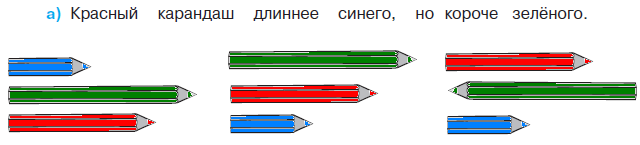 а) Красный карандаш длиннее синего, но короче зелёного.